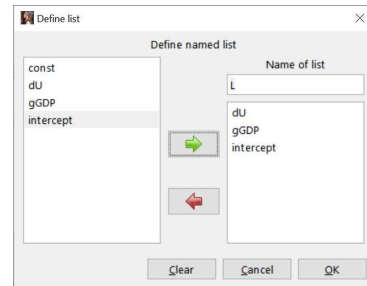 Define list
Define named list
const
dU
gGDP
intercept
Name of list
L
dU
gGDP
intercept
Clear
Cancel
OK